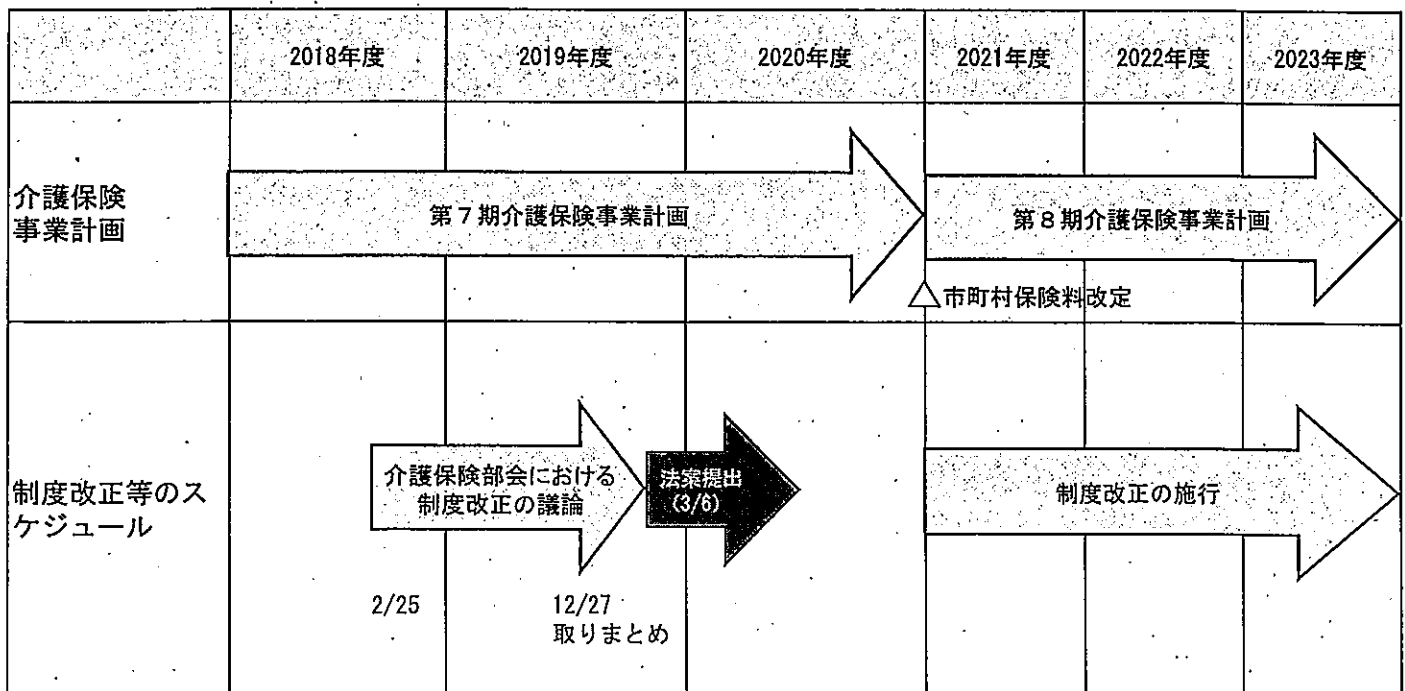 2018年度
2019年度
2020年度
2021年度
2022年度
2023年度
介護保険
事業計画
第7期介護保険事業計画
第8期介護保険事業計画
△市町村保険料改定
制度改正等のス
ケジュール
介護保険部会における
制度改正の議論
法案提出
(3/6)
制度改正の施行
2/25
12/27
取りまとめ